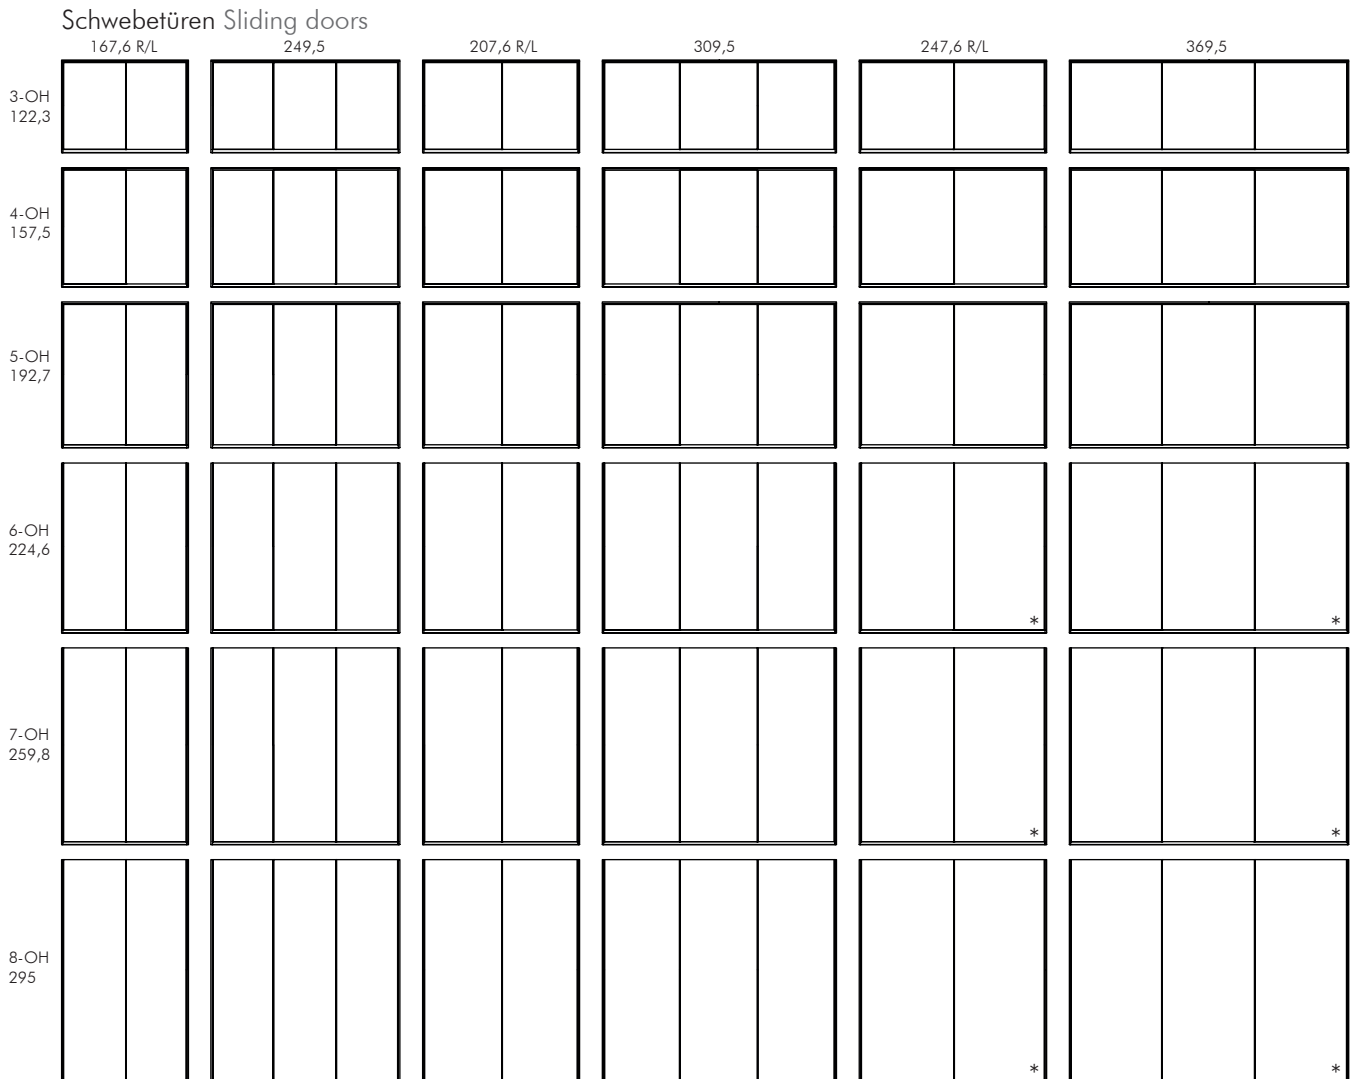 Schwebetüren Sliding doors
167,6 R/L 249,5 207,6 R/L 309,5 247,6 R/L 369,5
3-OH
122,3
4-OH
157,5
5-OH
192,7
6-OH
224,6
* *
7-OH
259,8
* *
8-OH
295
* *